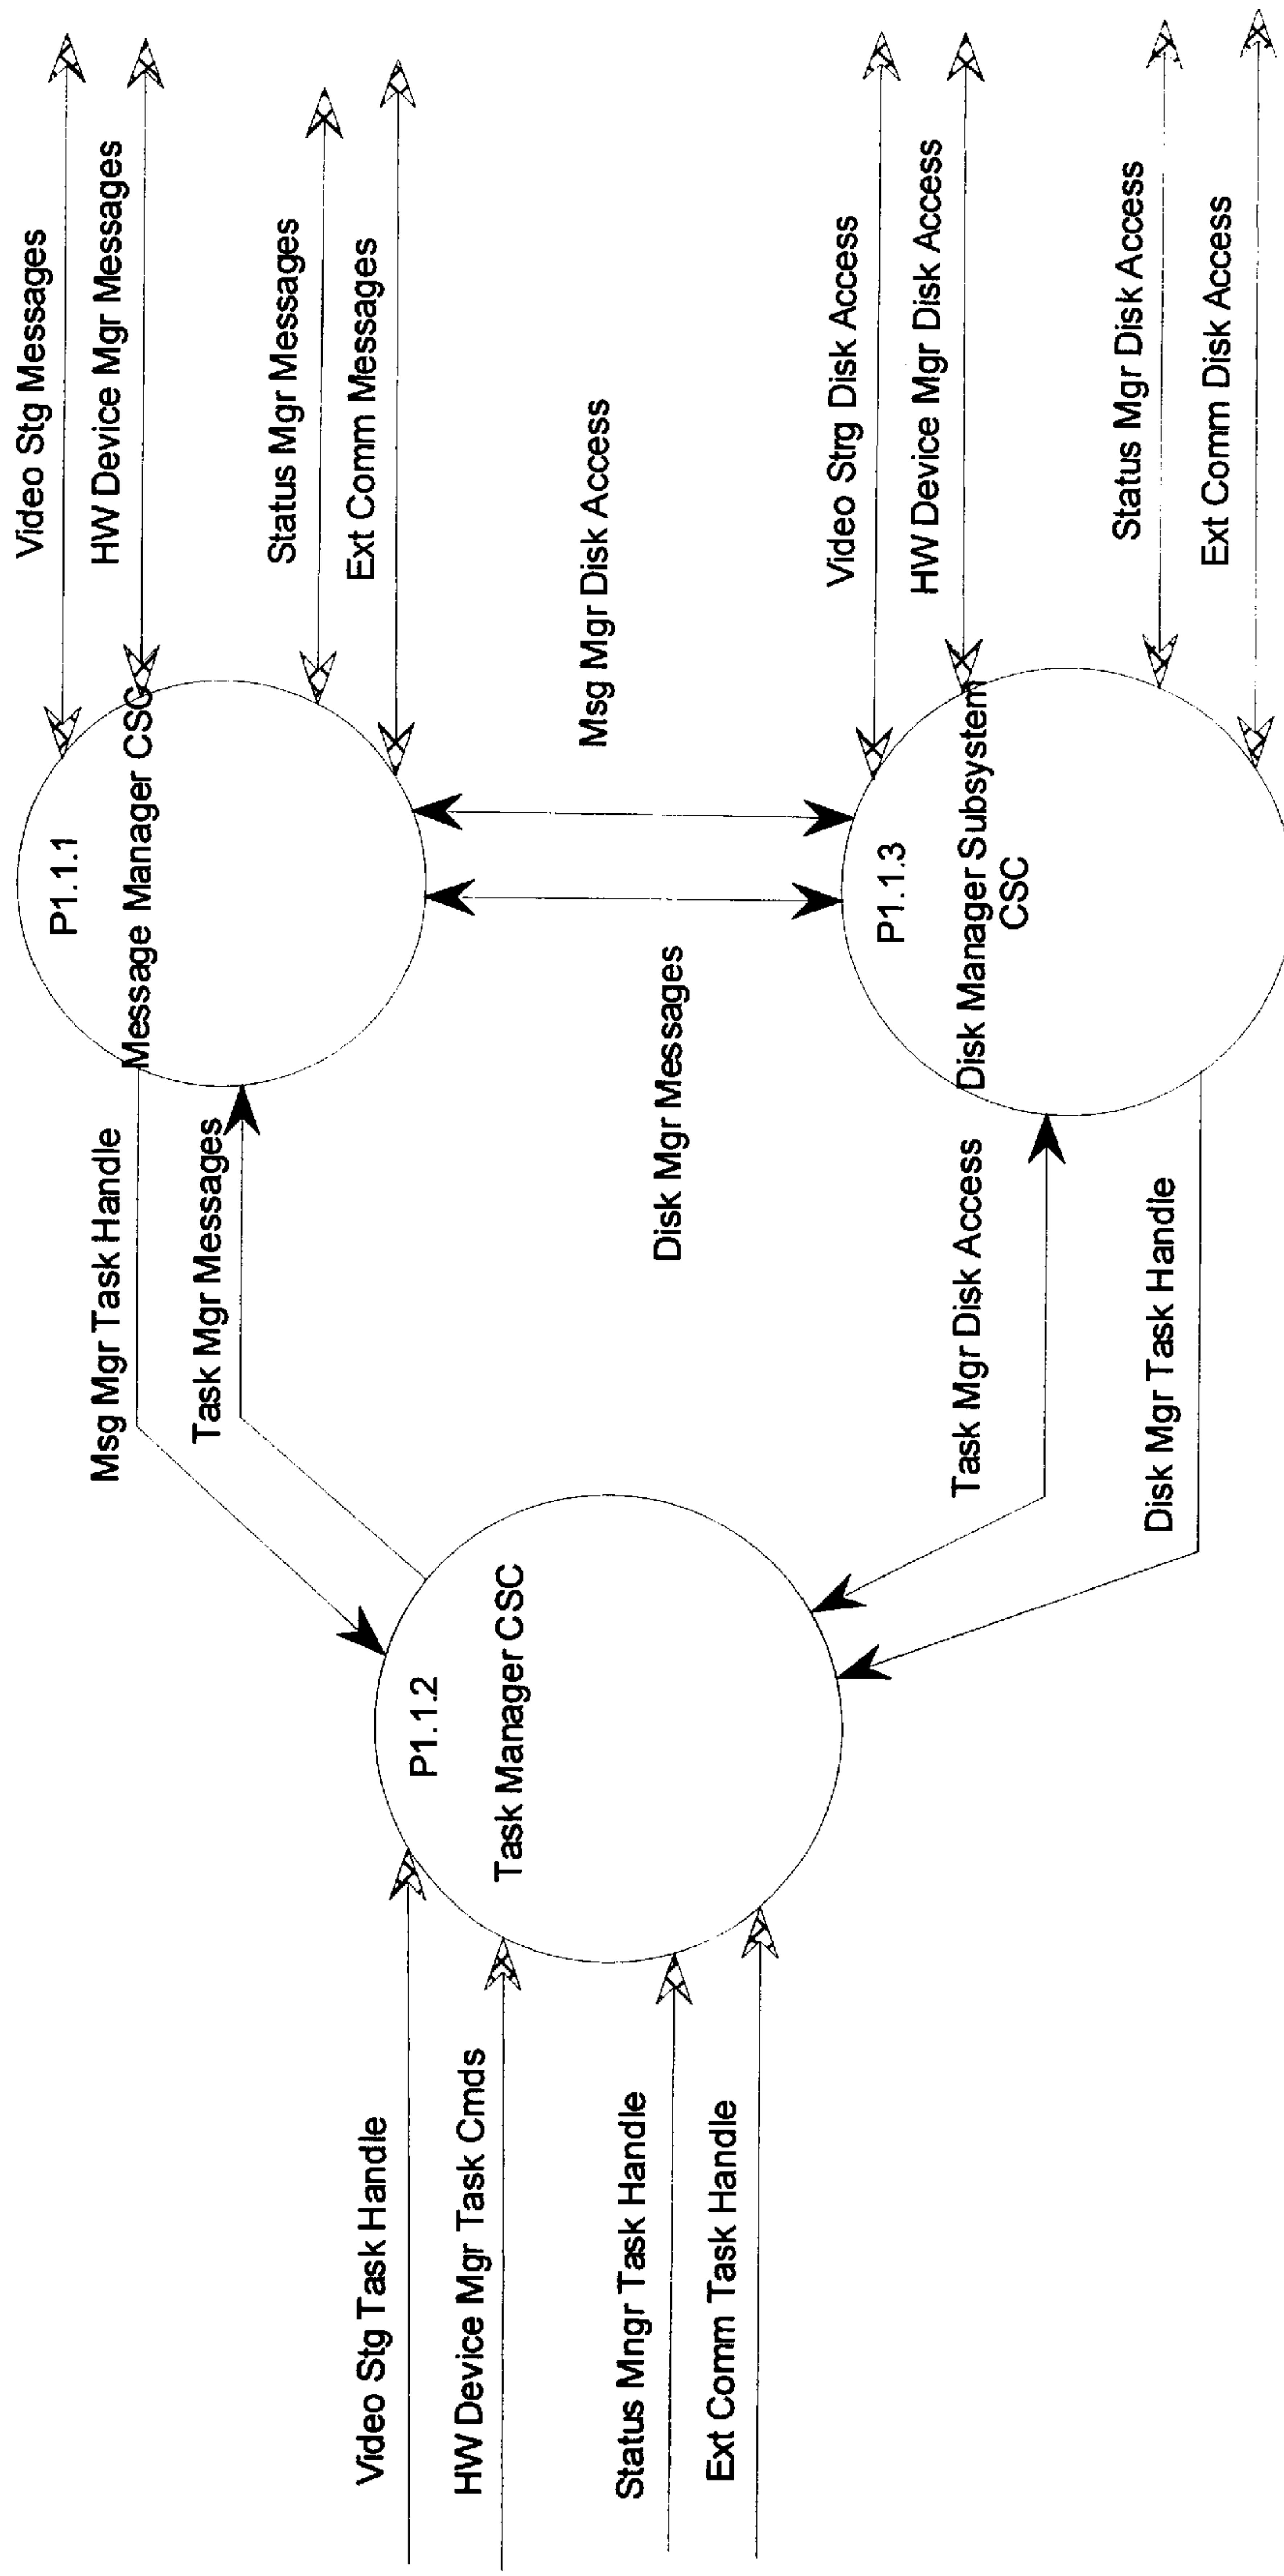 Video Stg Messages
HW Device Mgr Messages
Status Mgr Messages
Ext Comm Messages
P1.1.1
Message Manager CSC
Msg Mgr Task Handle
Task Mgr Messages
Msg Mgr Disk Access
Disk Mgr Messages
Video Stg Task Handle
HW Device Mgr Task Cmds
Status Mngr Task Handle
Ext Comm Task Handle
P1.1.2
Task Manager CSC
Task Mgr Disk Access
Disk Mgr Task Handle
P1.1.3
Disk Manager Subsystem
CSC
Video Strg Disk Access
HW Device Mgr Disk Access
Status Mgr Disk Access
Ext Comm Disk Access